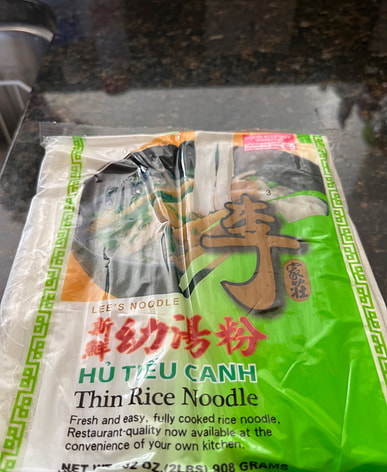 李
家莊
LEE'S NOODLE
新鮮幼湯粉
HỦ TIẾU CANH
Thin Rice Noodle
Fresh and easy, fully cooked rice noodle,
Restaurant-quality now available at the
convenience of your own kitchen.
NET WT 32 OZ. (2LBS) 908 GRAMS